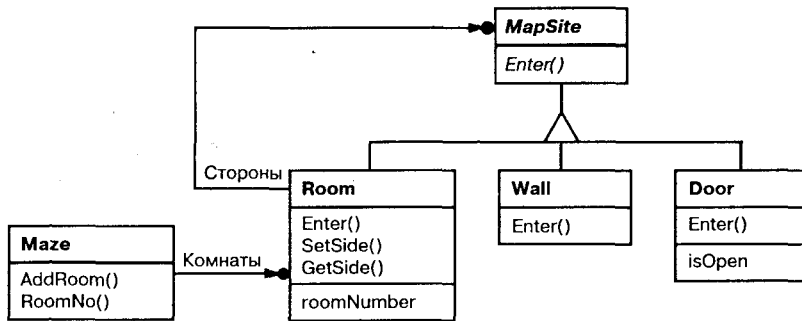 MapSite
Enter()
Стороны
Room
Enter()
SetSide()
GetSide()
roomNumber
Wall
Enter()
Door
Enter()
isOpen
Maze
AddRoom()
RoomNo()
Комнаты